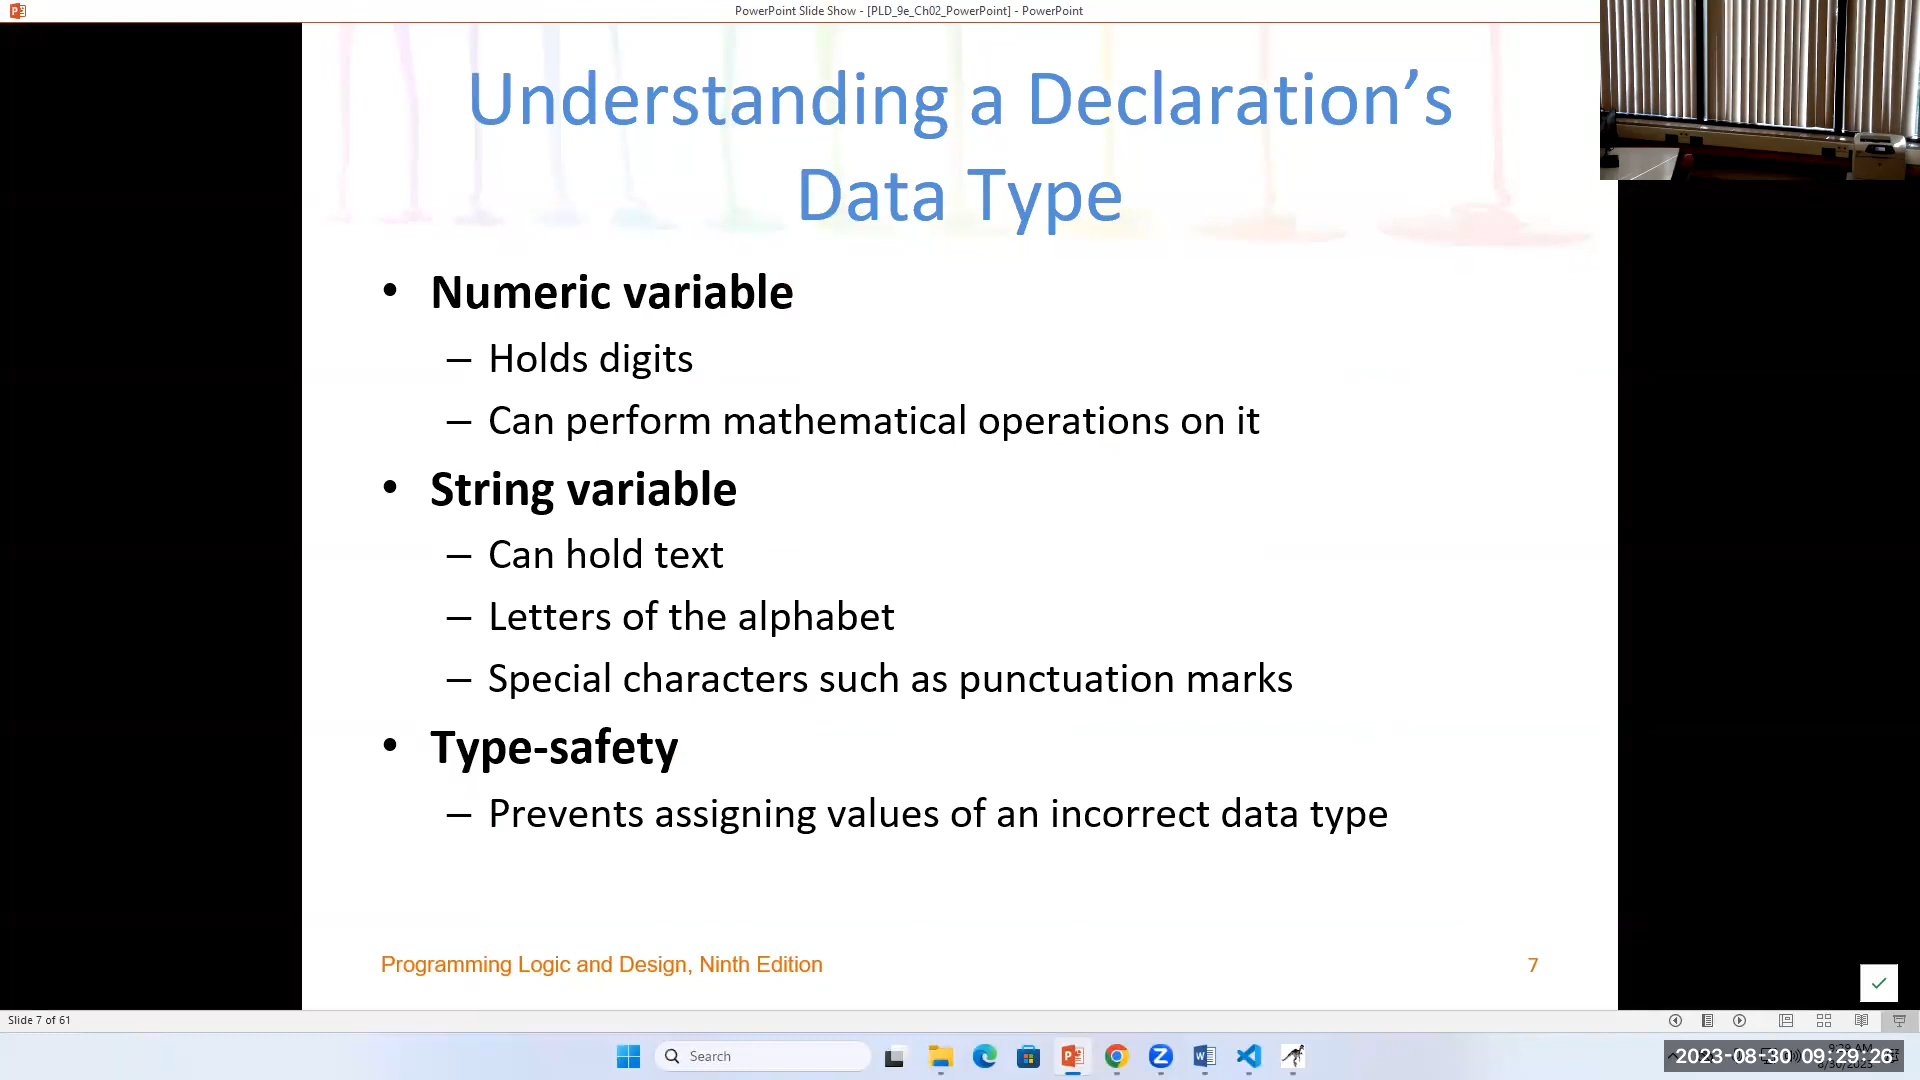 PowerPoint Slide Show - [PLD_9e_Ch02_PowerPoint] - PowerPoint
Understanding a Declaration’s
Data Type
• Numeric variable
– Holds digits
– Can perform mathematical operations on it
• String variable
– Can hold text
– Letters of the alphabet
– Special characters such as punctuation marks
• Type-safety
– Prevents assigning values of an incorrect data type
Programming Logic and Design, Ninth Edition
7
Slide 7 of 61
Search
2023-08-30 09:29:26